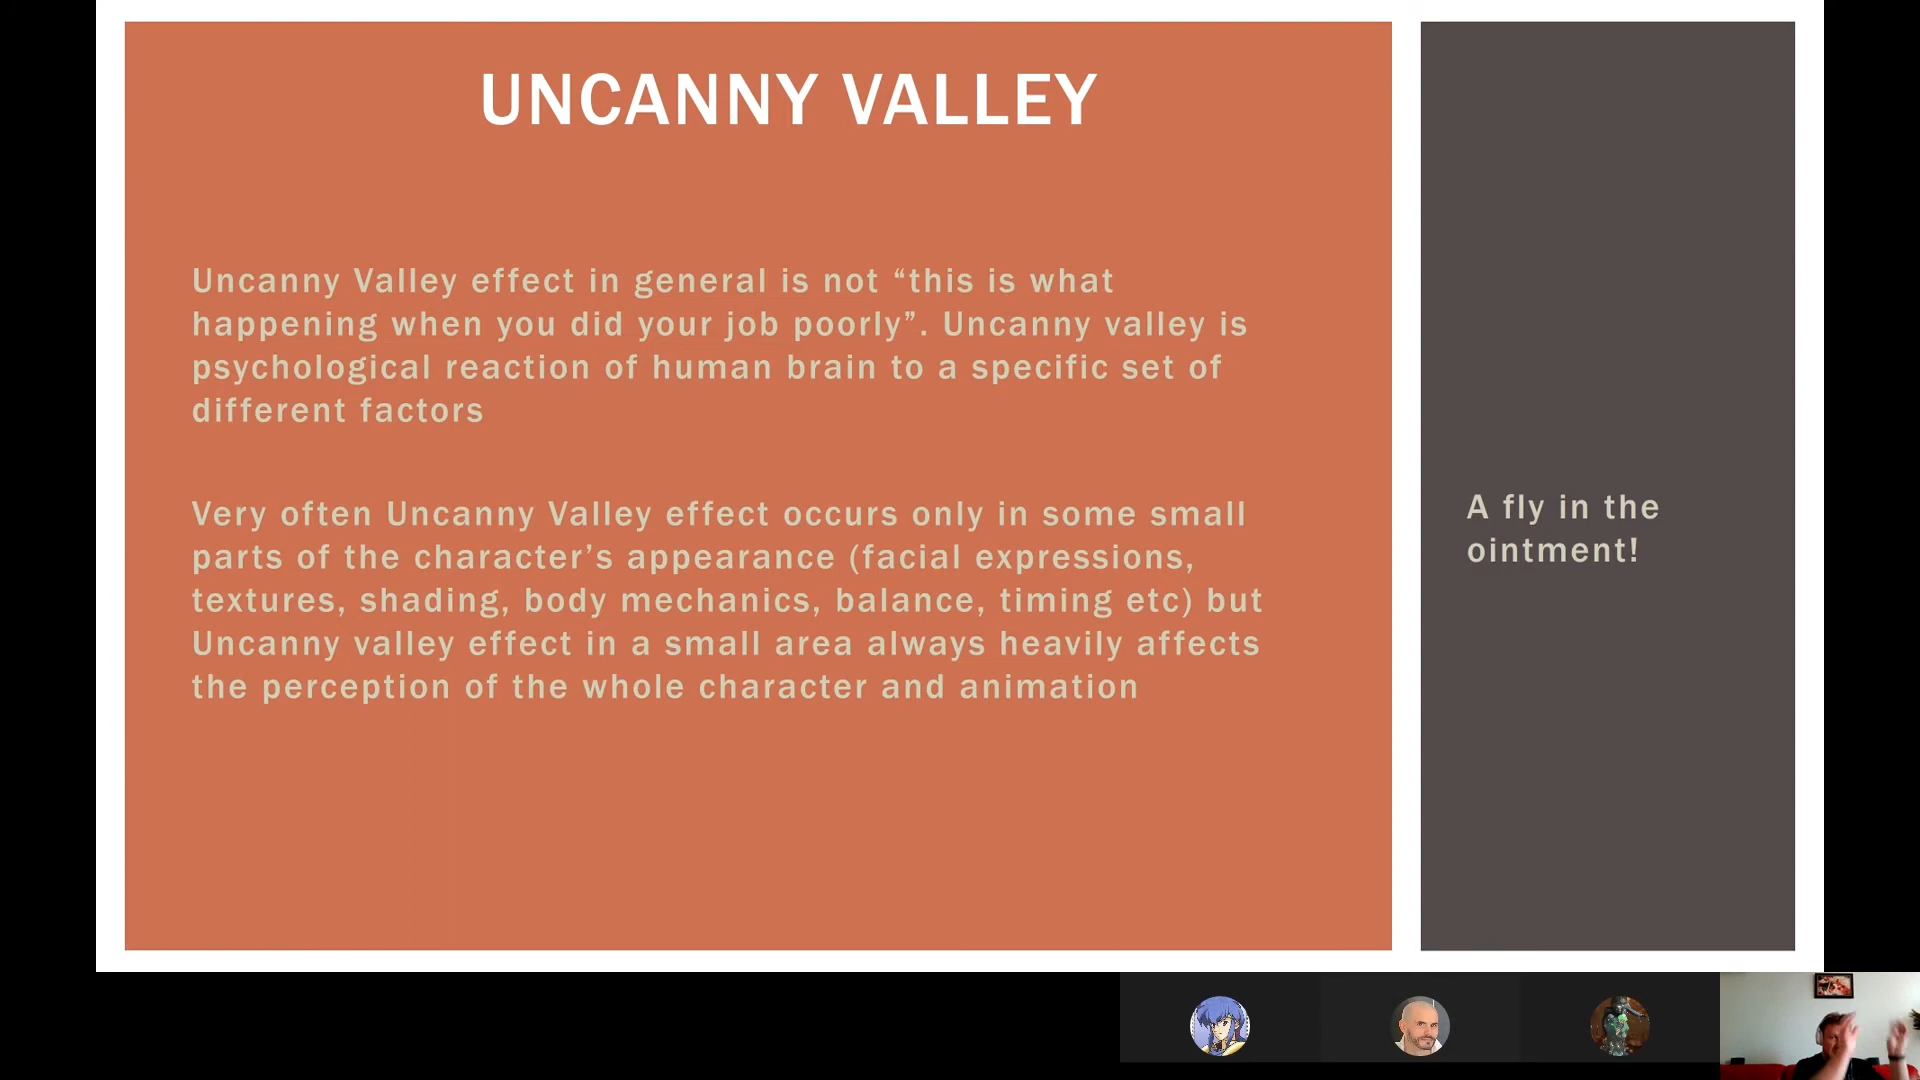 UNCANNY VALLEY
Uncanny Valley effect in general is not “this is what
happening when you did your job poorly”. Uncanny valley is
psychological reaction of human brain to a specific set of
different factors
Very often Uncanny Valley effect occurs only in some small
parts of the character’s appearance (facial expressions,
textures, shading, body mechanics, balance, timing etc) but
Uncanny valley effect in a small area always heavily affects
the perception of the whole character and animation
A fly in the
ointment!